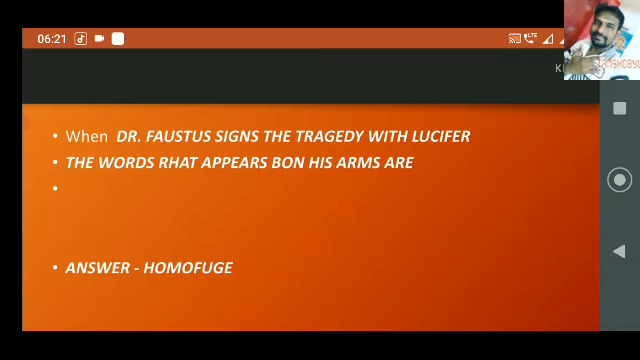 06:21 LTE
When DR. FAUSTUS SIGNS THE TRAGEDY WITH LUCIFER
THE WORDS RHAT APPEARS BON HIS ARMS ARE
ANSWER - HOMOFUGE